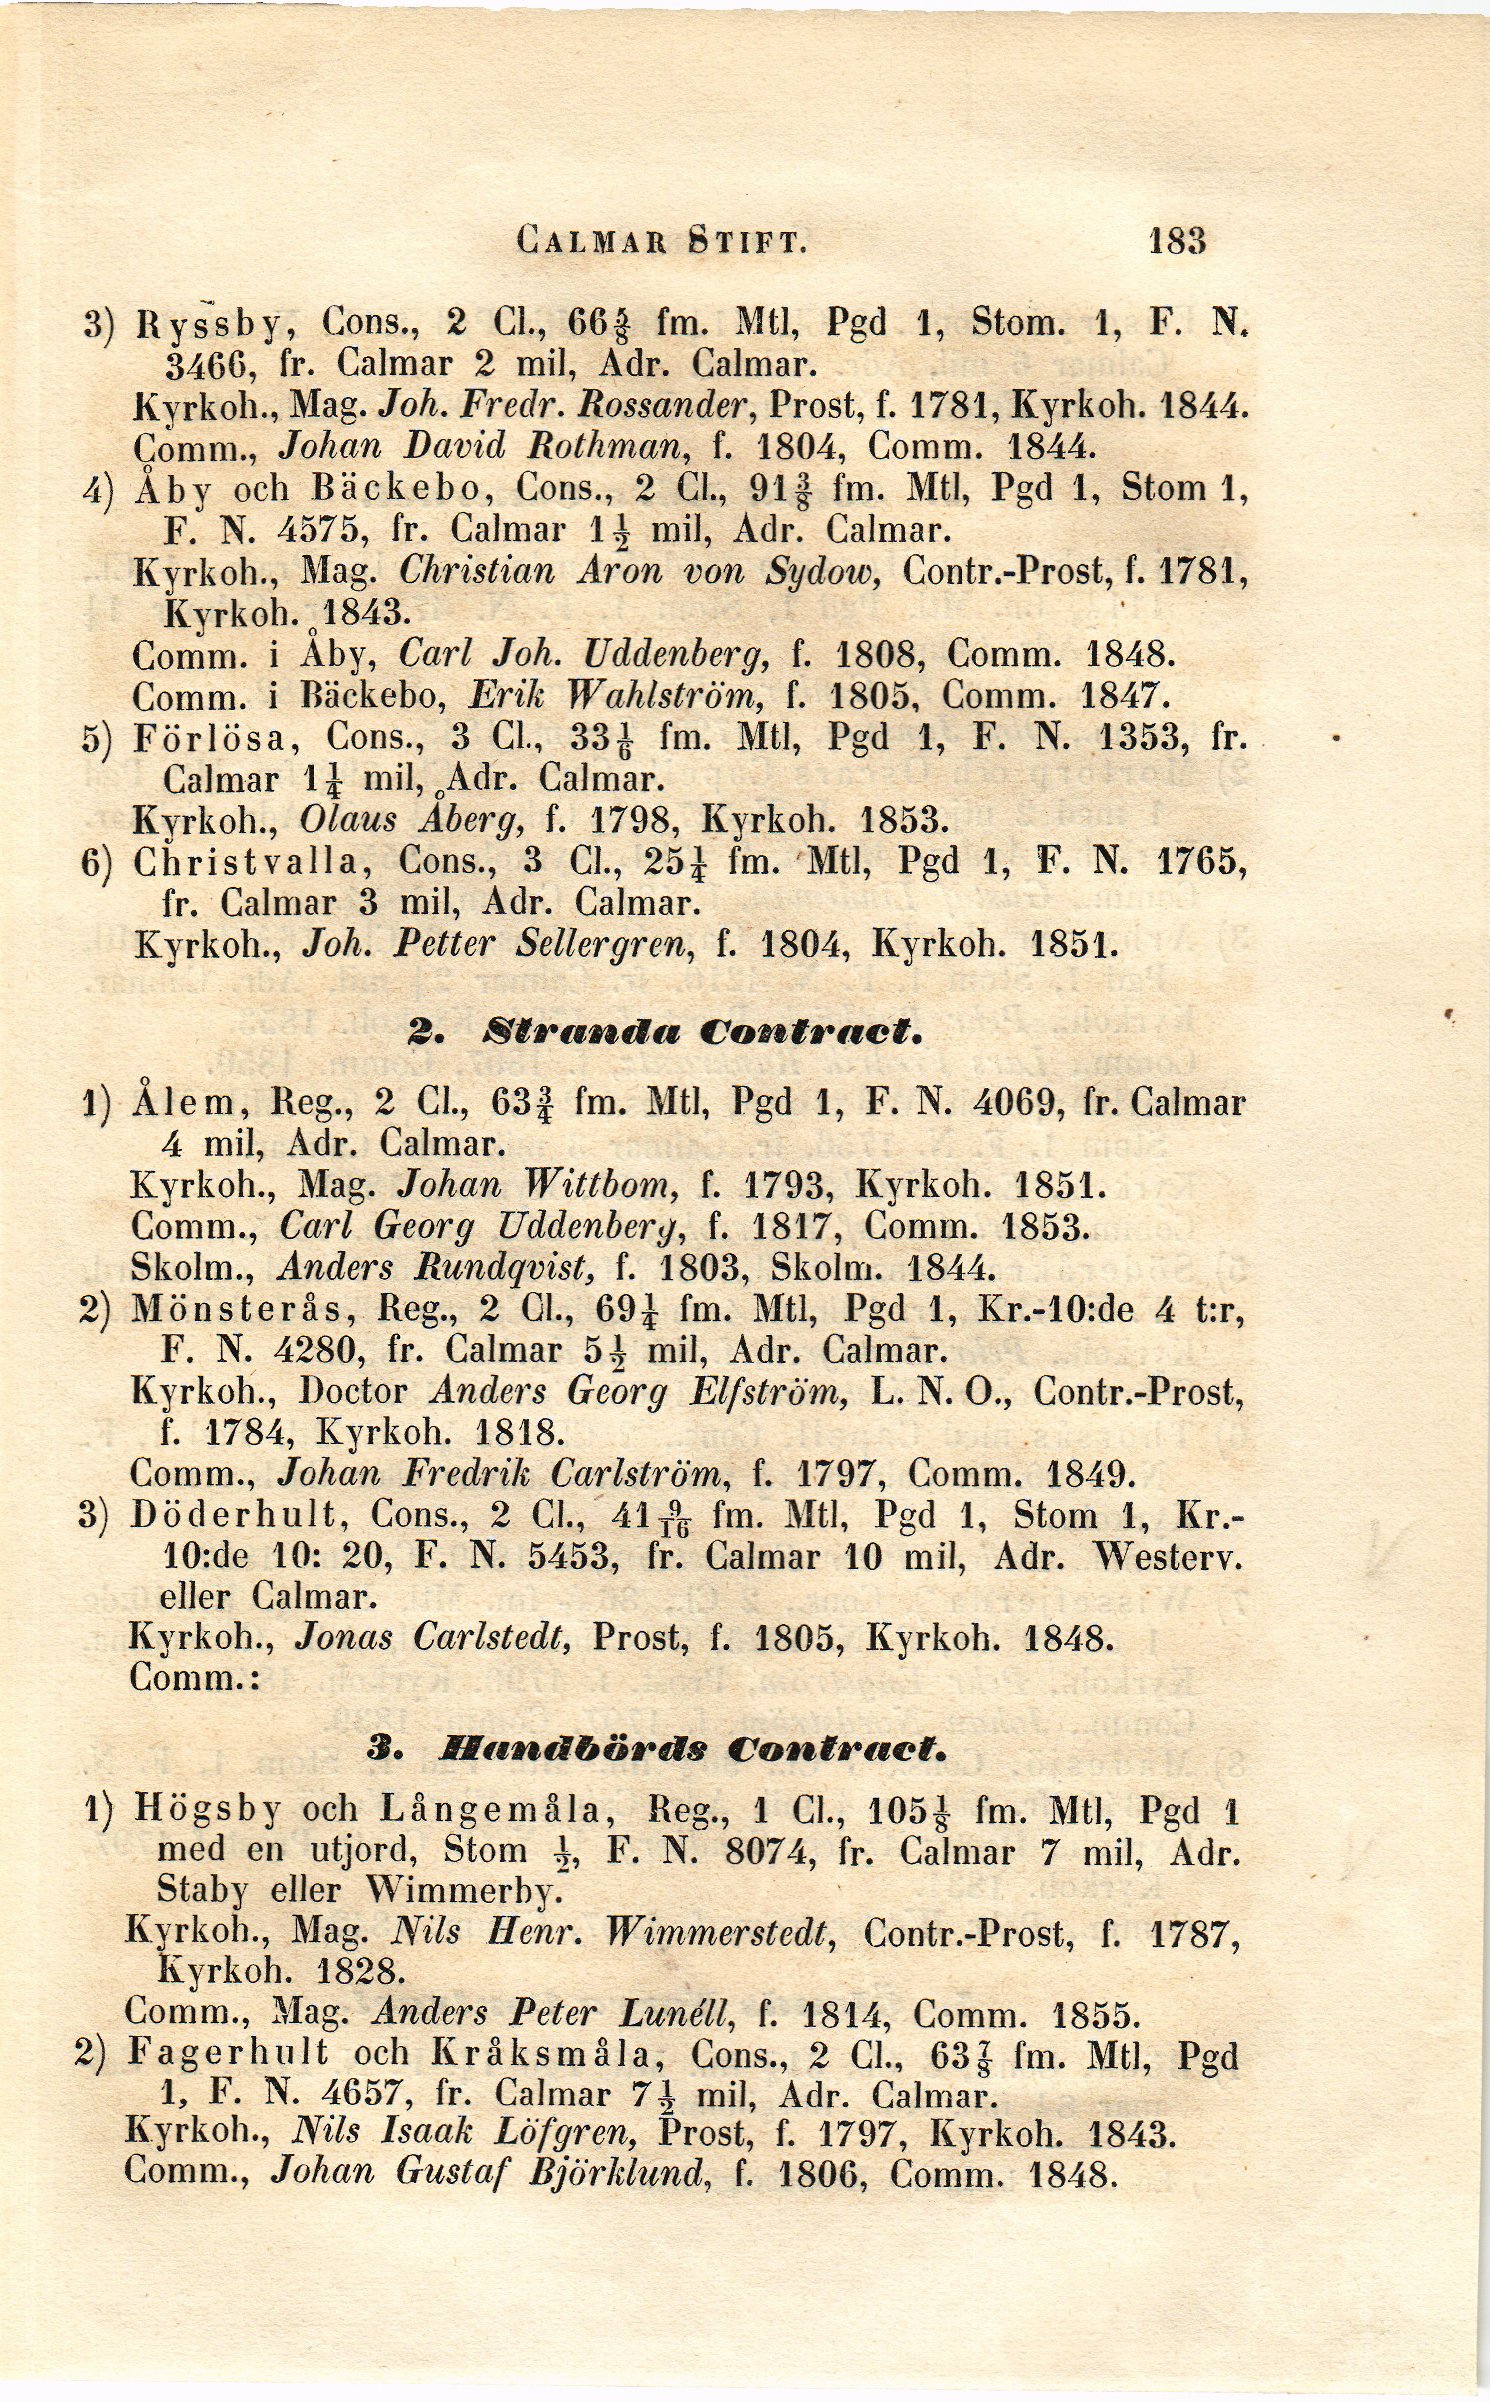 CALMAR STIFT. 183
3) Ryssby, Cons., 2 Cl., 66⅝ fm. Mtl, Pgd 1, Stom. 1, F. N.
3466, fr. Calmar 2 mil, Adr. Calmar.
Kyrkoh., Mag. Joh. Fredr. Rossander, Prost, f. 1781, Kyrkoh. 1844.
Comm., Johan David Rothman, f. 1804, Comm. 1844.
4) Åby och Bäckebo, Cons., 2 Cl., 91⅜ fm. Mtl, Pgd 1, Stom 1,
F. N. 4575, fr. Calmar 1½ mil, Adr. Calmar.
Kyrkoh., Mag. Christian Aron von Sydow, Contr.-Prost, f. 1781,
Kyrkoh. 1843.
Comm. i Åby, Carl Joh. Uddenberg, f. 1808, Comm. 1848.
Comm. i Bäckebo, Erik Wahlström, f. 1805, Comm. 1847.
5) Förlösa, Cons., 3 Cl., 33⅙ fm. Mtl, Pgd 1, F. N. 1353, fr.
Calmar 1¼ mil, Adr. Calmar.
Kyrkoh., Olaus Åberg, f. 1798, Kyrkoh. 1853.
6) Christvalla, Cons., 3 Cl., 25¼ fm. Mtl, Pgd 1, F. N. 1765,
fr. Calmar 3 mil, Adr. Calmar.
Kyrkoh., Joh. Petter Sellergren, f. 1804, Kyrkoh. 1851.
2. Stranda Contract.
1) Ålem, Reg., 2 Cl., 63¾ fm. Mtl, Pgd 1, F. N. 4069, fr. Calmar
4 mil, Adr. Calmar.
Kyrkoh., Mag. Johan Wittbom, f. 1793, Kyrkoh. 1851.
Comm., Carl Georg Uddenberg, f. 1817, Comm. 1853.
Skolm., Anders Rundqvist, f. 1803, Skolm. 1844.
2) Mönsterås, Reg., 2 Cl., 69¼ fm. Mtl, Pgd 1, Kr.-10:de 4 t:r,
F. N. 4280, fr. Calmar 5½ mil, Adr. Calmar.
Kyrkoh., Doctor Anders Georg Elfström, L. N. O., Contr.-Prost,
f. 1784, Kyrkoh. 1818.
Comm., Johan Fredrik Carlström, f. 1797, Comm. 1849.
3) Döderhult, Cons., 2 Cl., 41 9/16 fm. Mtl, Pgd 1, Stom 1, Kr.-
10:de 10: 20, F. N. 5453, fr. Calmar 10 mil, Adr. Westerv.
eller Calmar.
Kyrkoh., Jonas Carlstedt, Prost, f. 1805, Kyrkoh. 1848.
Comm.:
3. Handbörds Contract.
1) Högsby och Långemåla, Reg., 1 Cl., 105⅛ fm. Mtl, Pgd 1
med en utjord, Stom ½, F. N. 8074, fr. Calmar 7 mil, Adr.
Staby eller Wimmerby.
Kyrkoh., Mag. Nils Henr. Wimmerstedt, Contr.-Prost, f. 1787,
Kyrkoh. 1828.
Comm., Mag. Anders Peter Lunéll, f. 1814, Comm. 1855.
2) Fagerhult och Kråksmåla, Cons., 2 Cl., 63⅞ fm. Mtl, Pgd
1, F. N. 4657, fr. Calmar 7½ mil, Adr. Calmar.
Kyrkoh., Nils Isaak Löfgren, Prost, f. 1797, Kyrkoh. 1843.
Comm., Johan Gustaf Björklund, f. 1806, Comm. 1848.